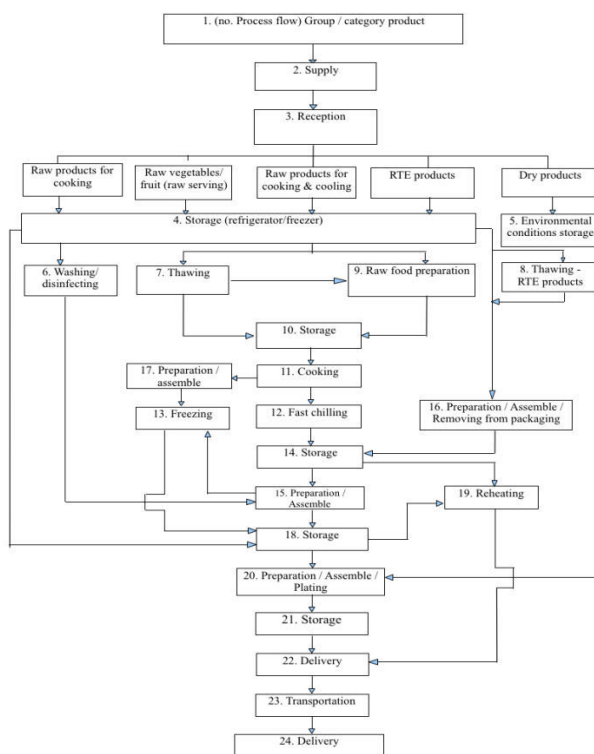 1. (no. Process flow) Group / category product
2. Supply
3. Reception
Raw products for
cooking
Raw vegetables/
fruit (raw serving)
Raw products for
cooking & cooling
RTE products
Dry products
4. Storage (refrigerator/freezer)
5. Environmental
conditions storage
6. Washing/
disinfecting
7. Thawing
9. Raw food preparation
8. Thawing -
RTE products
10. Storage
17. Preparation /
assemble
11. Cooking
13. Freezing
12. Fast chilling
16. Preparation / Assemble /
Removing from packaging
14. Storage
15. Preparation /
Assemble
19. Reheating
18. Storage
20. Preparation / Assemble /
Plating
21. Storage
22. Delivery
23. Transportation
24. Delivery